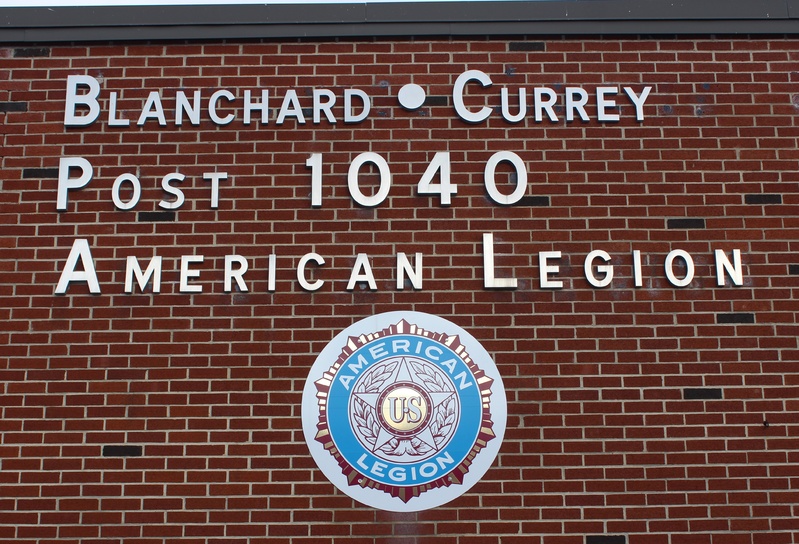 BLANCHARD • CURREY
POST 1040
AMERICAN LEGION
AMERICAN
US
LEGION